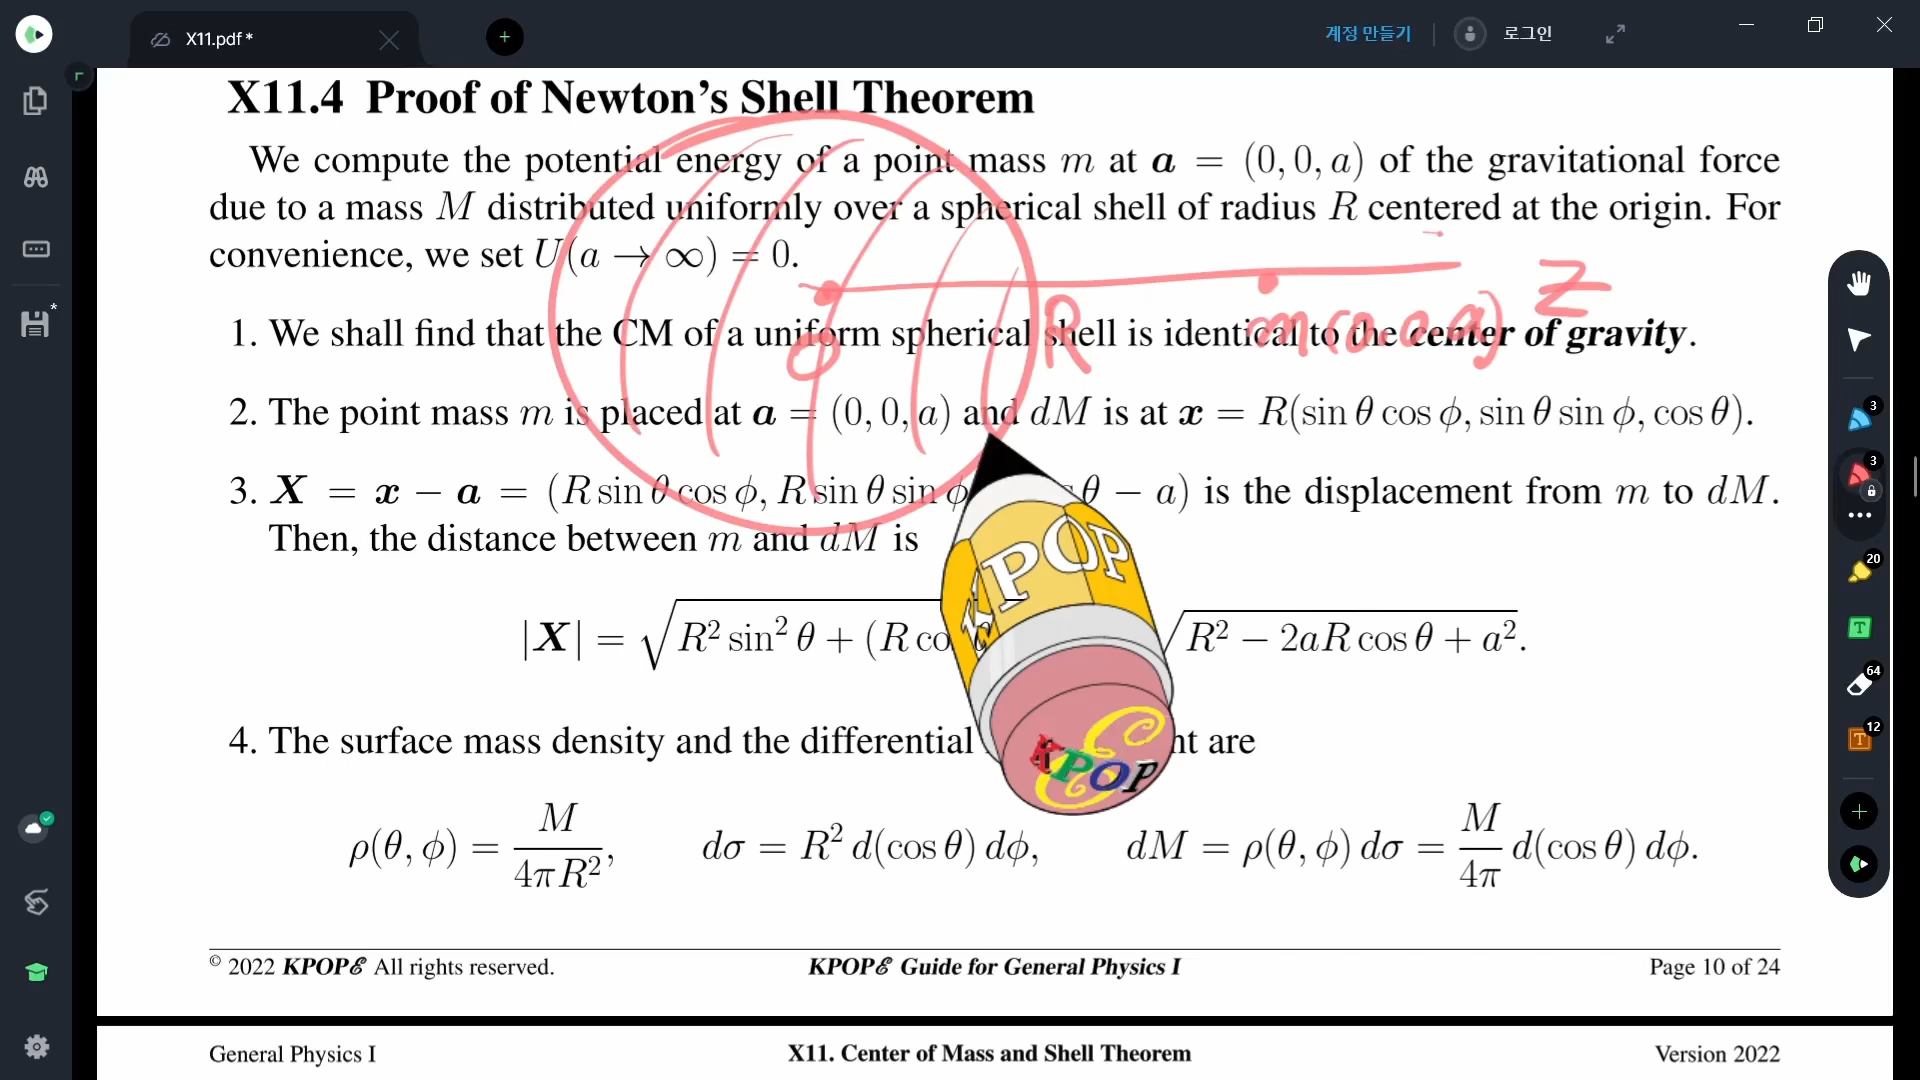 X11.pdf *
계정 만들기
로그인
X11.4 Proof of Newton's Shell Theorem
We compute the potential energy of a point mass m at a = (0, 0, a) of the gravitational force
due to a mass M distributed uniformly over a spherical shell of radius R centered at the origin. For
convenience, we set U(a → ∞) = 0.
z
1. We shall find that the CM of a uniform spherical shell is identical to the center of gravity.
O R m(0,0,a)
2. The point mass m is placed at a = (0, 0, a) and dM is at x = R(sin θ cos ϕ, sin θ sin ϕ, cos θ).
3. X = x − a = (R sin θ cos ϕ, R sin θ sin ϕ θ − a) is the displacement from m to dM.
Then, the distance between m and dM is
|X| = √R² sin² θ + (R co √R² − 2aR cos θ + a².
4. The surface mass density and the differential nt are
KPOP
KPOP E
ρ(θ, ϕ) = M/4πR², dσ = R² d(cos θ) dϕ, dM = ρ(θ, ϕ) dσ = M/4π d(cos θ) dϕ.
© 2022 KPOPℰ All rights reserved. KPOPℰ Guide for General Physics I Page 10 of 24
General Physics I X11. Center of Mass and Shell Theorem Version 2022
3
3
20
T
64
T 12